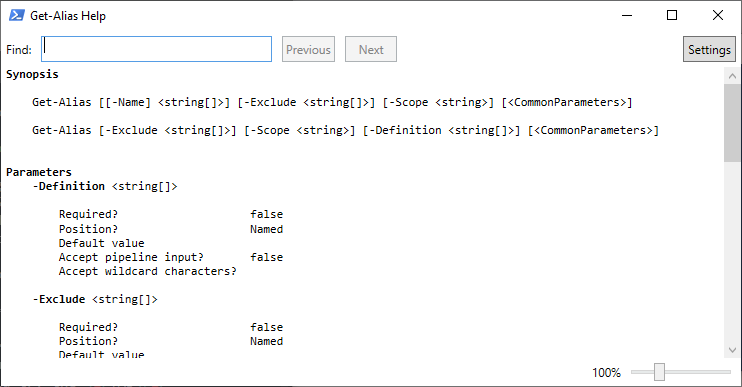 Get-Alias Help
Find: Previous Next Settings
Synopsis
Get-Alias [[-Name] <string[]>] [-Exclude <string[]>] [-Scope <string>] [<CommonParameters>]
Get-Alias [-Exclude <string[]>] [-Scope <string>] [-Definition <string[]>] [<CommonParameters>]
Parameters
-Definition <string[]>
Required? false
Position? Named
Default value
Accept pipeline input? false
Accept wildcard characters?
-Exclude <string[]>
Required? false
Position? Named
Default value
100%